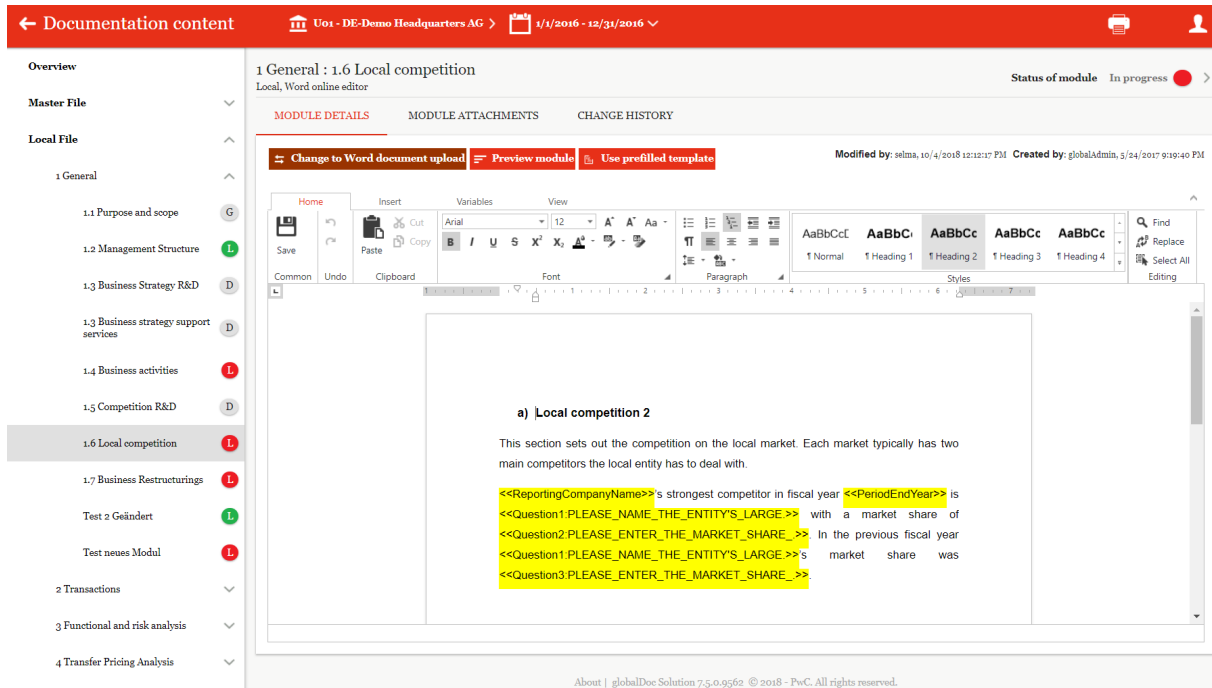 Documentation content
U01 - DE-Demo Headquarters AG
1/1/2016 - 12/31/2016
Overview
Master File
Local File
1 General
1.1 Purpose and scope G
1.2 Management Structure L
1.3 Business Strategy R&D D
1.3 Business strategy support
services D
1.4 Business activities L
1.5 Competition R&D D
1.6 Local competition L
1.7 Business Restructurings L
Test 2 Geändert L
Test neues Modul L
2 Transactions
3 Functional and risk analysis
4 Transfer Pricing Analysis
1 General : 1.6 Local competition
Local, Word online editor
Status of module In progress
MODULE DETAILS MODULE ATTACHMENTS CHANGE HISTORY
Change to Word document upload Preview module Use prefilled template
Modified by: selma, 10/4/2018 12:12:17 PM Created by: globalAdmin, 5/24/2017 9:19:40 PM
Home Insert Variables View
Save
Common
Undo
Paste
Cut
Copy
Clipboard
Arial 12 A A Aa
B I U S X² X₂ A
Font
Paragraph
AaBbCcD AaBbC AaBbCc AaBbCc AaBbCc
¶ Normal ¶ Heading 1 ¶ Heading 2 ¶ Heading 3 ¶ Heading 4
Styles
Find
Replace
Select All
Editing
1 1 2 3 4 5 6 7
a) Local competition 2
This section sets out the competition on the local market. Each market typically has two
main competitors the local entity has to deal with.
<<ReportingCompanyName>>'s strongest competitor in fiscal year <<PeriodEndYear>> is
<<Question1:PLEASE_NAME_THE_ENTITY'S_LARGE.>> with a market share of
<<Question2:PLEASE_ENTER_THE_MARKET_SHARE_.>>. In the previous fiscal year
<<Question1:PLEASE_NAME_THE_ENTITY'S_LARGE.>>'s market share was
<<Question3:PLEASE_ENTER_THE_MARKET_SHARE_.>>.
About | globalDoc Solution 7.5.0.9562 © 2018 - PwC. All rights reserved.